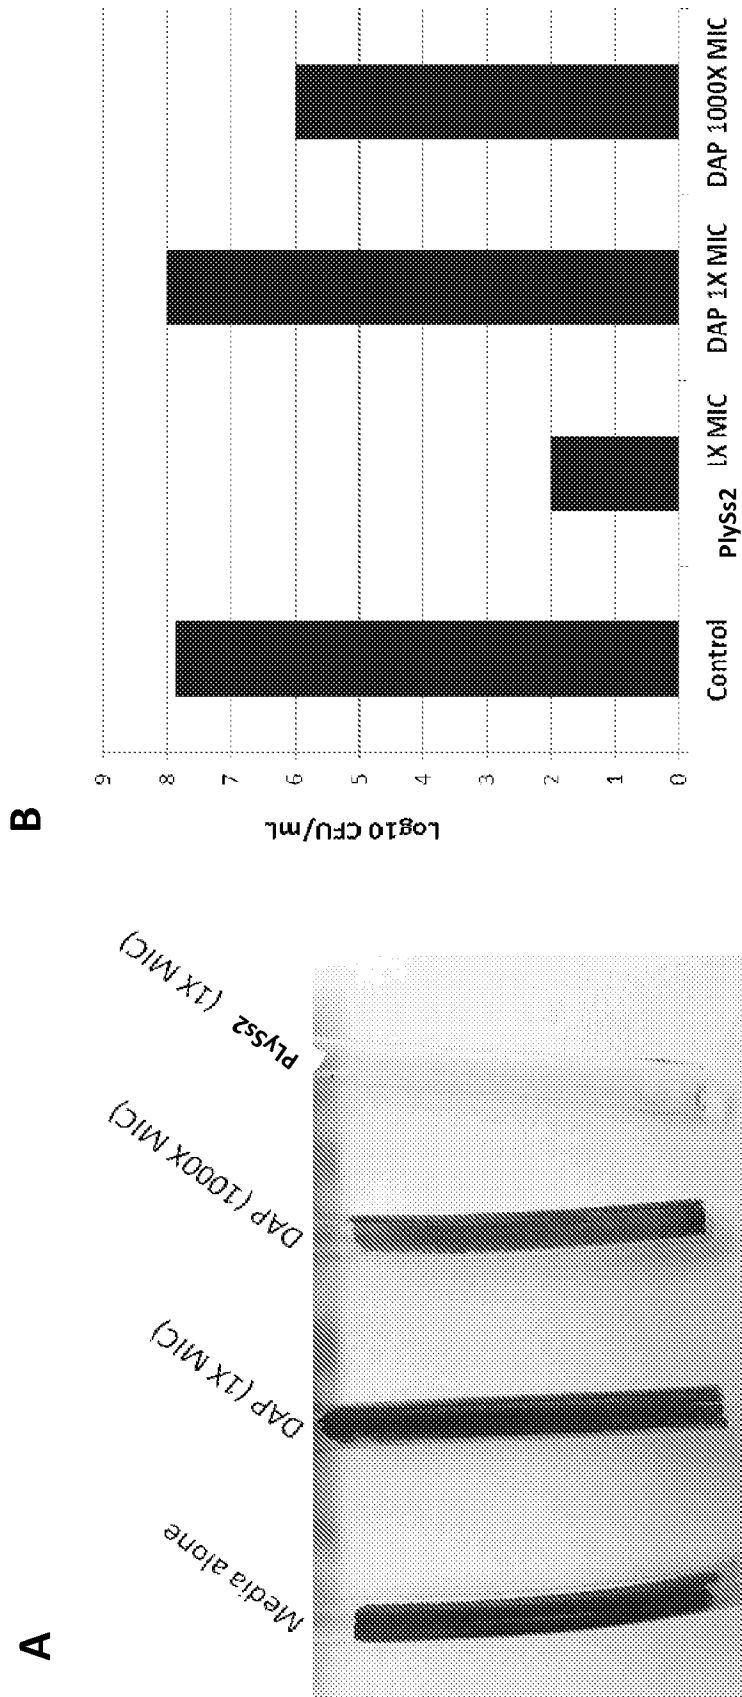 A
Media alone
DAP (1X MIC)
DAP (1000X MIC)
PLySs2 (1X MIC)
B
Log10 CFU/mL
9
8
7
6
5
4
3
2
1
0
Control
PlySs2 1X MIC
DAP 1X MIC
DAP 1000X MIC